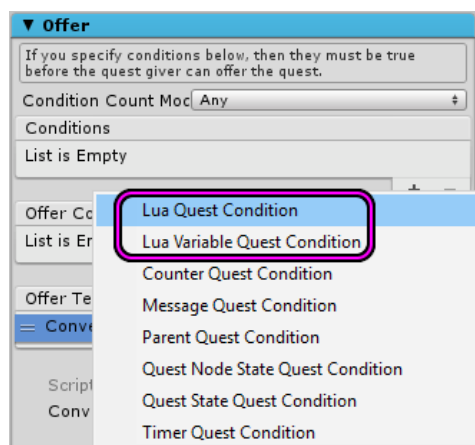 ▼ Offer
If you specify conditions below, then they must be true
before the quest giver can offer the quest.
Condition Count Moc Any
Conditions
List is Empty
+ −
Offer Co
List is Er
Offer Te
= Conve
Script
Conv
Lua Quest Condition
Lua Variable Quest Condition
Counter Quest Condition
Message Quest Condition
Parent Quest Condition
Quest Node State Quest Condition
Quest State Quest Condition
Timer Quest Condition